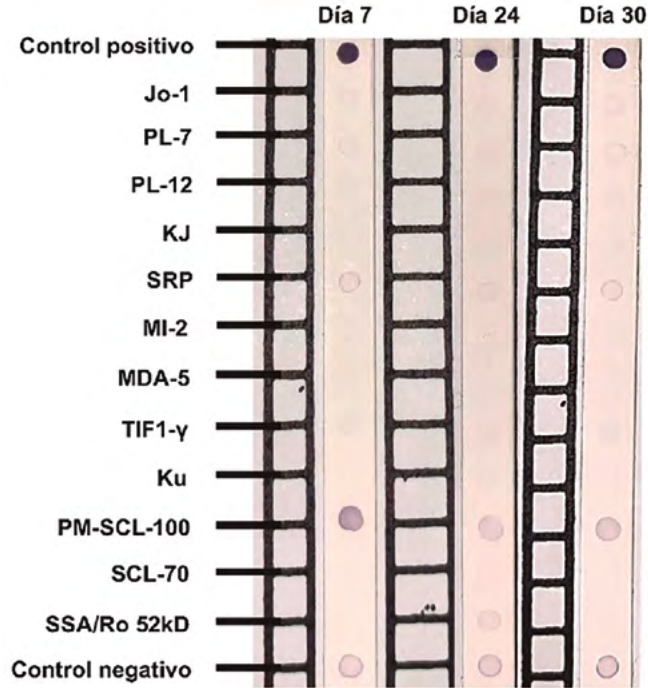 Día 7 Día 24 Día 30
Control positivo
Jo-1
PL-7
PL-12
KJ
SRP
MI-2
MDA-5
TIF1-γ
Ku
PM-SCL-100
SCL-70
SSA/Ro 52kD
Control negativo